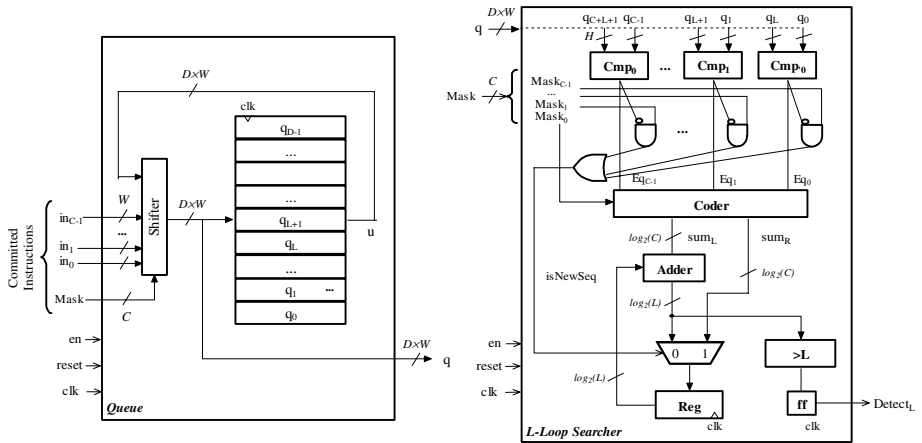 D×W
clk
q_D-1
...
...
...
q_L+1
q_L
...
q_1 ...
q_0
u
Committed
Instructions
in_C-1
W
...
in_1
in_0
Mask
C
Shifter
D×W
D×W
q
en
reset
clk
Queue
D×W
q
q_C+L+1 q_C-1 q_L+1 q_1 q_L q_0
H
Cmp_0 ... Cmp_1 Cmp'_0
C
Mask
Mask_C-1
...
Mask_1
Mask_0
...
Eq_C-1 Eq_1 Eq_0
Coder
log_2(C) sum_L sum_R
isNewSeq
Adder
log_2(C)
log_2(L)
0 1
>L
en
reset
clk
log_2(L)
Reg
clk
ff
clk
Detect_L
L-Loop Searcher